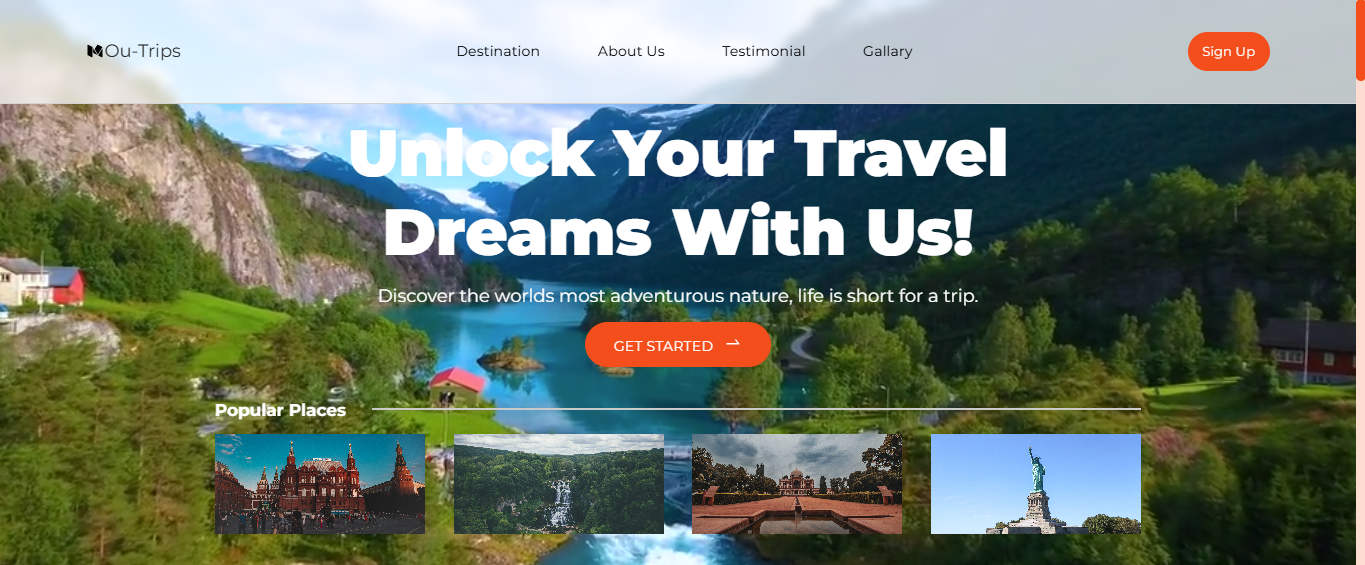 Ou-Trips
Destination
About Us
Testimonial
Gallary
Sign Up
Unlock Your Travel
Dreams With Us!
Discover the worlds most adventurous nature, life is short for a trip.
GET STARTED
Popular Places